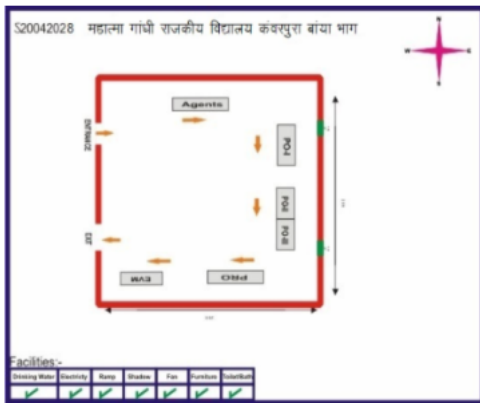 S20042028 महात्मा गांधी राजकीय विद्यालय कंवरपुरा बांया भाग
N
W E
S
Agents
ENTRANCE
PO-I
PO-II
PO-III
EXIT
EVM
PRO
Facilities:-
Drinking Water Electricity Ramp Shadow Fan Furniture Toilet/Bath